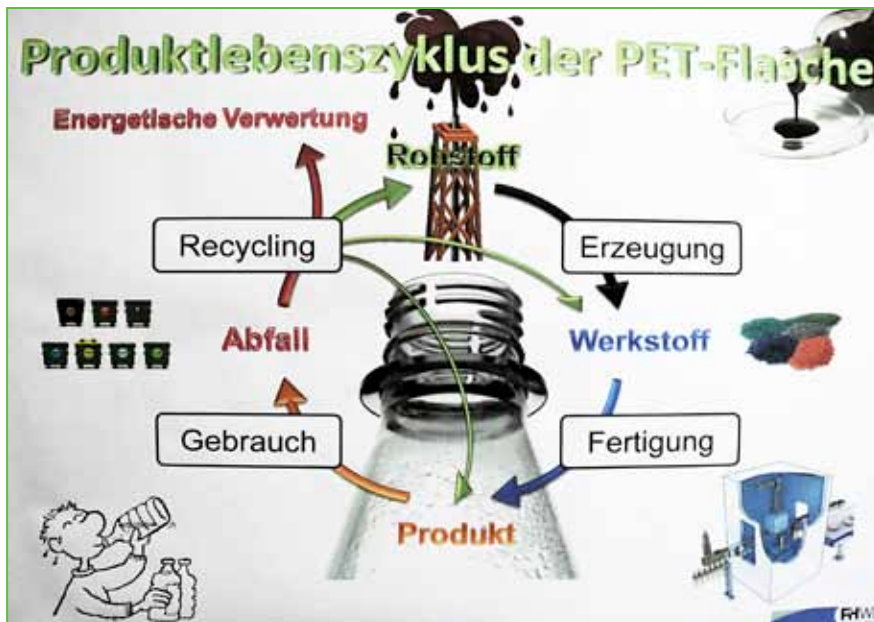 Produktlebenszyklus der PET-Flasche
Energetische Verwertung
Rohstoff
Recycling
Erzeugung
Abfall
Werkstoff
Gebrauch
Fertigung
Produkt